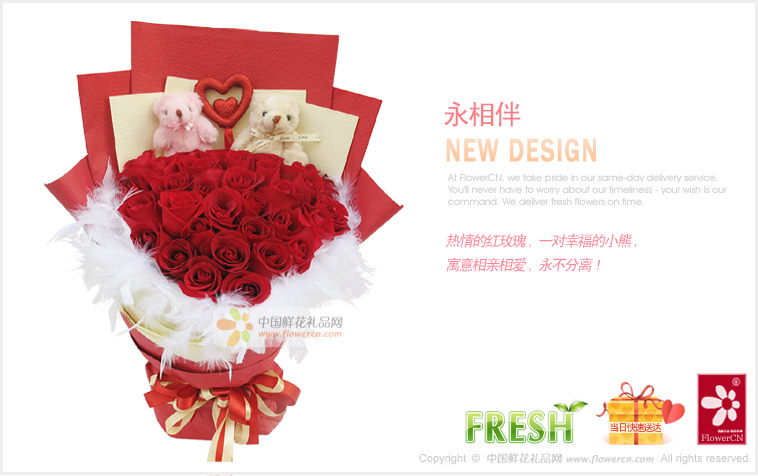 永相伴
NEW DESIGN
At FlowerCN, we take pride in our same-day delivery service.
You'll never have to worry about our timeliness - your wish is our
command. We deliver fresh flowers on time.
热情的红玫瑰，一对幸福的小熊，
寓意相亲相爱，永不分离！
中国鲜花礼品网
www.flowercn.com
FRESH
当日快速送达
FlowerCN
Copyright © 中国鲜花礼品网 www.flowercn.com All rights reserved.